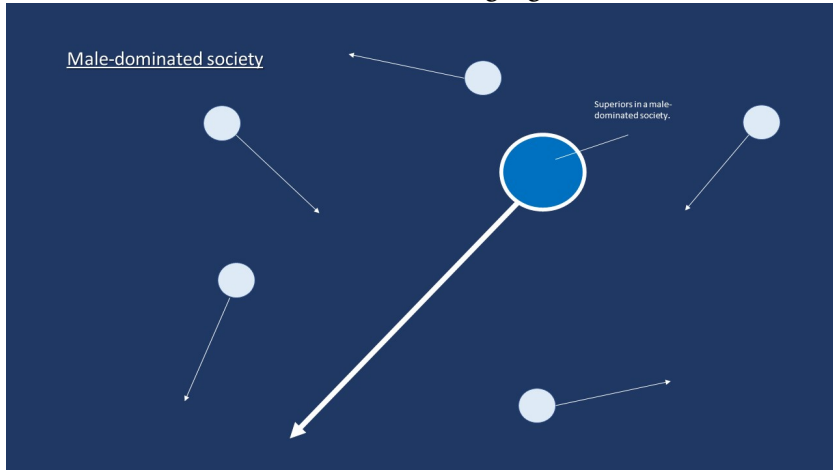 Male-dominated society
Superiors in a male-
dominated society.